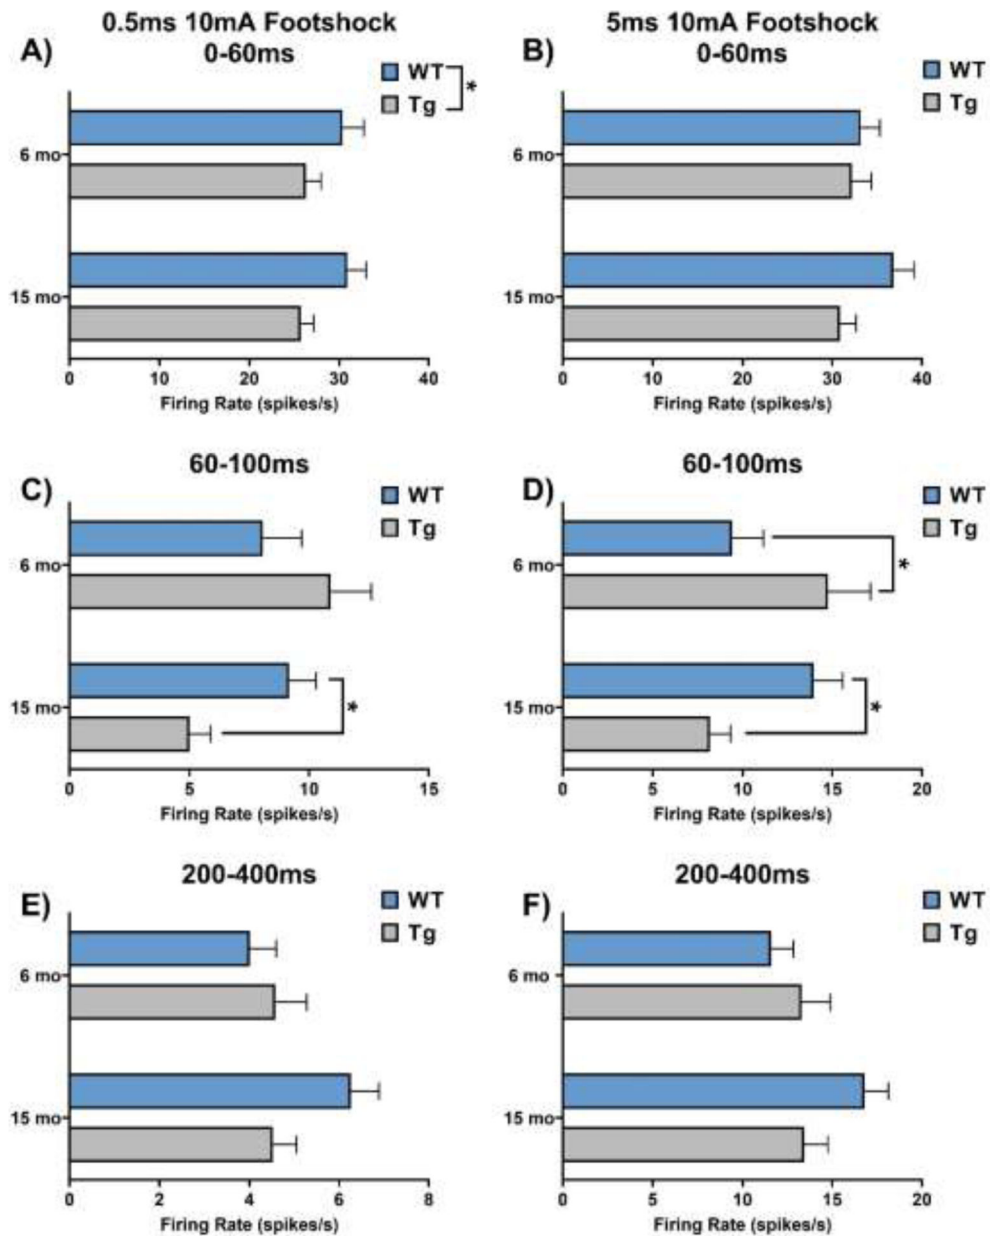 0.5ms 10mA Footshock
0-60ms
A)
WT
*
Tg
6 mo
15 mo
0 10 20 30 40
Firing Rate (spikes/s)
5ms 10mA Footshock
0-60ms
B)
WT
Tg
6 mo
15 mo
0 10 20 30 40
Firing Rate (spikes/s)
60-100ms
C)
WT
Tg
6 mo
15 mo
*
0 5 10 15
Firing Rate (spikes/s)
60-100ms
D)
WT
Tg
6 mo
*
15 mo
*
0 5 10 15 20
Firing Rate (spikes/s)
200-400ms
E)
WT
Tg
6 mo
15 mo
0 2 4 6 8
Firing Rate (spikes/s)
200-400ms
F)
WT
Tg
6 mo
15 mo
0 5 10 15 20
Firing Rate (spikes/s)